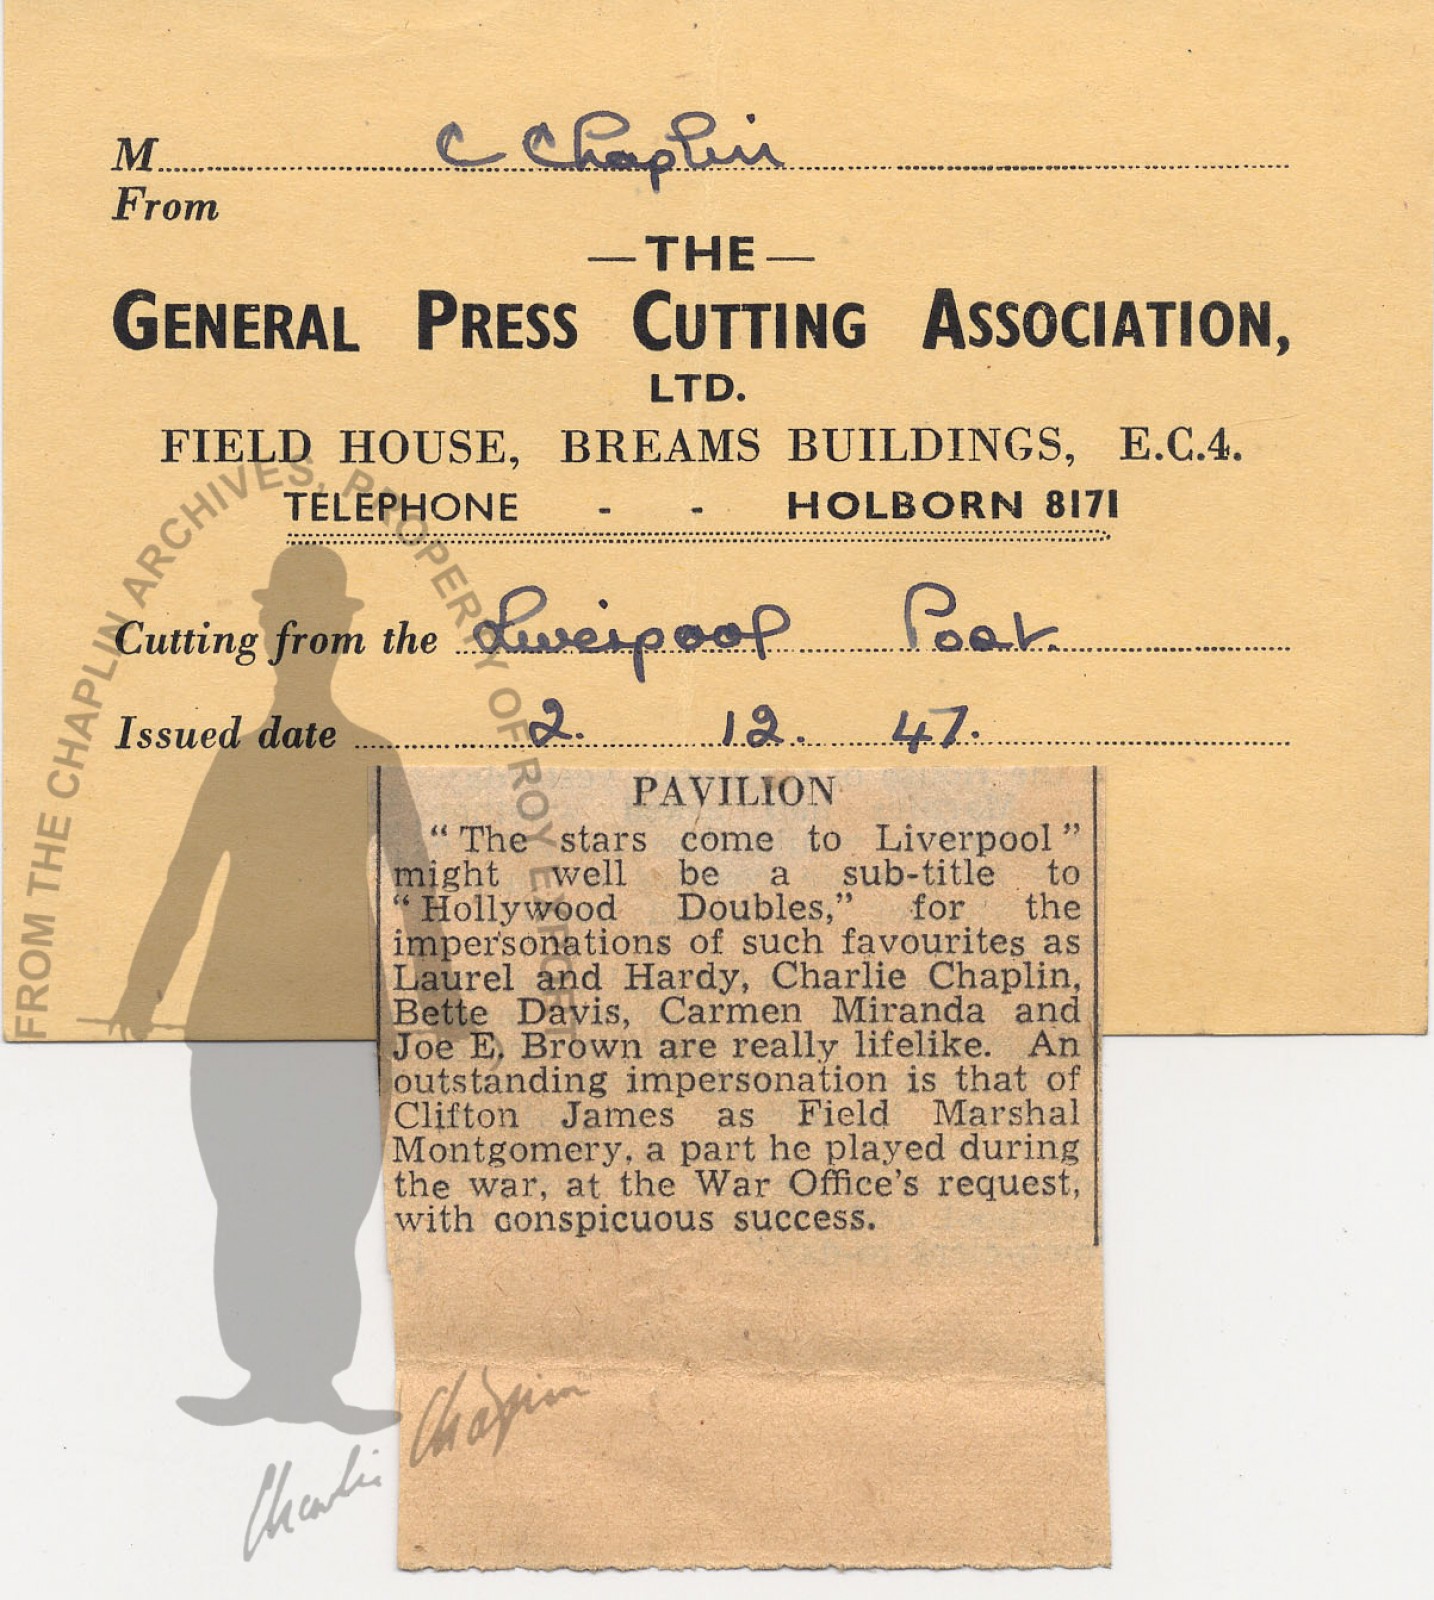 M C Chaplin
From
— THE —
GENERAL PRESS CUTTING ASSOCIATION,
LTD.
FIELD HOUSE, BREAMS BUILDINGS, E.C.4.
TELEPHONE - - HOLBORN 8171
Cutting from the Liverpool Post.
Issued date 2. 12. 47.
PAVILION
“The stars come to Liverpool”
might well be a sub-title to
“Hollywood Doubles,” for the
impersonations of such favourites as
Laurel and Hardy, Charlie Chaplin,
Bette Davis, Carmen Miranda and
Joe E. Brown are really lifelike. An
outstanding impersonation is that of
Clifton James as Field Marshal
Montgomery, a part he played during
the war, at the War Office's request,
with conspicuous success.
FROM THE CHAPLIN ARCHIVES, PROPERTY OF ROY EXPORT
Charlie Chaplin